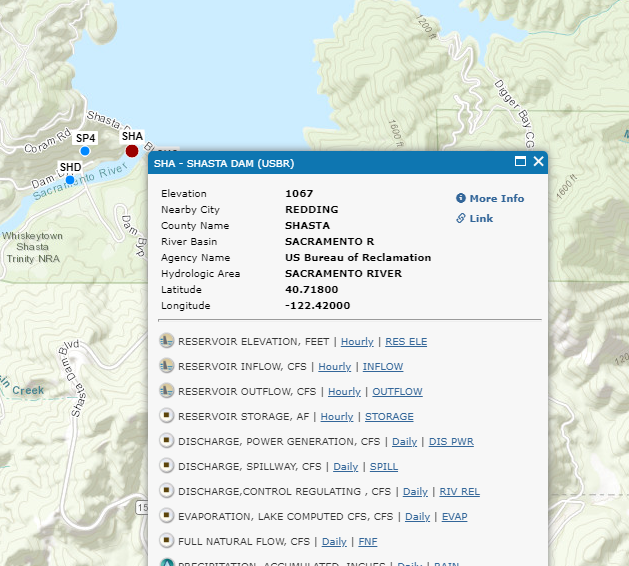 1200 ft
Digger Bay CG
1600 ft
1600 ft
Shasta
Coram Rd
SP4
SHA
SHD
Dam
Sacramento River
Whiskeytown
Shasta
Trinity NRA
Dam Byp
Shasta Dam Blvd
Creek
15
SHA - SHASTA DAM (USBR)
Elevation 1067
Nearby City REDDING
County Name SHASTA
River Basin SACRAMENTO R
Agency Name US Bureau of Reclamation
Hydrologic Area SACRAMENTO RIVER
Latitude 40.71800
Longitude -122.42000
More Info
Link
RESERVOIR ELEVATION, FEET | Hourly | RES ELE
RESERVOIR INFLOW, CFS | Hourly | INFLOW
RESERVOIR OUTFLOW, CFS | Hourly | OUTFLOW
RESERVOIR STORAGE, AF | Hourly | STORAGE
DISCHARGE, POWER GENERATION, CFS | Daily | DIS PWR
DISCHARGE, SPILLWAY, CFS | Daily | SPILL
DISCHARGE,CONTROL REGULATING , CFS | Daily | RIV REL
EVAPORATION, LAKE COMPUTED CFS, CFS | Daily | EVAP
FULL NATURAL FLOW, CFS | Daily | FNF
PRECIPITATION, ACCUMULATED, INCHES | Daily | RAIN